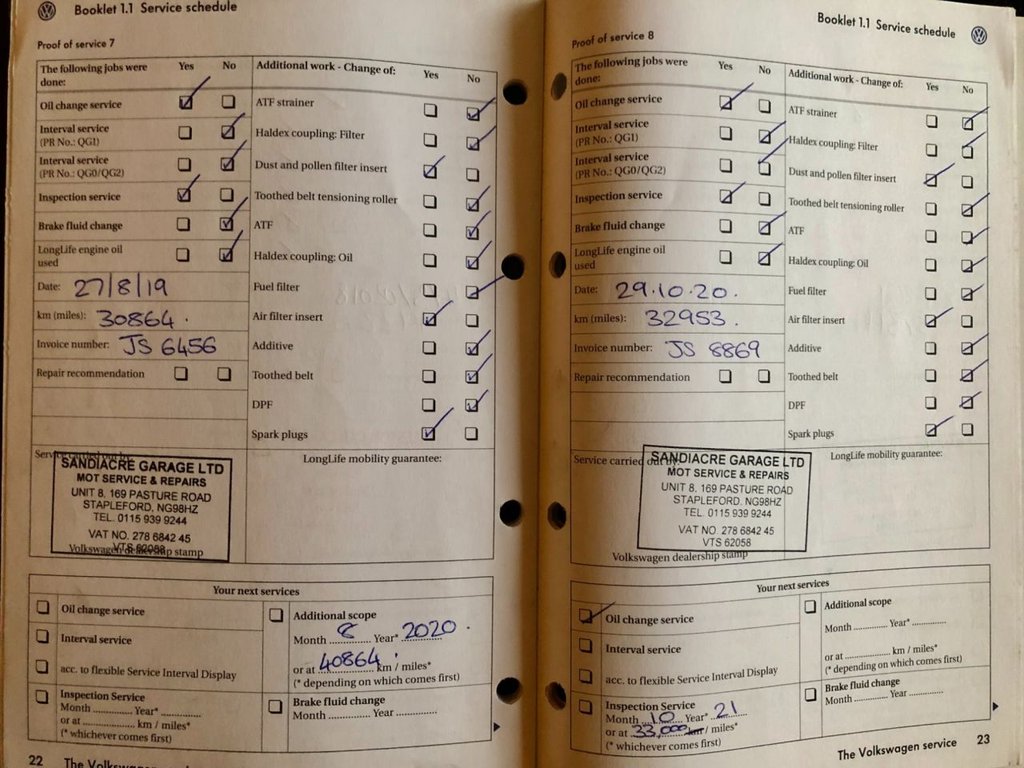 Booklet 1.1 Service schedule
Proof of service 7
The following jobs were done: Yes No
Oil change service
Interval service
(PR No.: QG1)
Interval service
(PR No.: QG0/QG2)
Inspection service
Brake fluid change
LongLife engine oil
used
Date: 27/8/19
km (miles): 30864.
Invoice number: JS 6456
Repair recommendation
Additional work - Change of: Yes No
ATF strainer
Haldex coupling: Filter
Dust and pollen filter insert
Toothed belt tensioning roller
ATF
Haldex coupling: Oil
Fuel filter
Air filter insert
Additive
Toothed belt
DPF
Spark plugs
Service carried out by:
SANDIACRE GARAGE LTD
MOT SERVICE & REPAIRS
UNIT 8, 169 PASTURE ROAD
STAPLEFORD. NG98HZ
TEL. 0115 939 9244
VAT NO. 278 6842 45
VTS 62058
Volkswagen dealership stamp
LongLife mobility guarantee:
Your next services
Oil change service
Interval service
acc. to flexible Service Interval Display
Inspection Service
Month .......... Year* ..........
or at .......... km / miles*
(* whichever comes first)
Additional scope
Month 8 Year* 2020.
or at 40864. km / miles*
(* depending on which comes first)
Brake fluid change
Month .......... Year ..........
22 The Volkswagen service
Booklet 1.1 Service schedule
Proof of service 8
The following jobs were done: Yes No
Oil change service
Interval service
(PR No.: QG1)
Interval service
(PR No.: QG0/QG2)
Inspection service
Brake fluid change
LongLife engine oil
used
Date: 29.10.20.
km (miles): 32953.
Invoice number: JS 8869
Repair recommendation
Additional work - Change of: Yes No
ATF strainer
Haldex coupling: Filter
Dust and pollen filter insert
Toothed belt tensioning roller
ATF
Haldex coupling: Oil
Fuel filter
Air filter insert
Additive
Toothed belt
DPF
Spark plugs
Service carried out by:
SANDIACRE GARAGE LTD
MOT SERVICE & REPAIRS
UNIT 8, 169 PASTURE ROAD
STAPLEFORD. NG98HZ
TEL. 0115 939 9244
VAT NO. 278 6842 45
VTS 62058
Volkswagen dealership stamp
LongLife mobility guarantee:
Your next services
Oil change service
Interval service
acc. to flexible Service Interval Display
Inspection Service
Month 10 Year* 21
or at 33,000 km / miles*
(* whichever comes first)
Additional scope
Month .......... Year* ..........
or at .......... km / miles*
(* depending on which comes first)
Brake fluid change
Month .......... Year ..........
The Volkswagen service 23